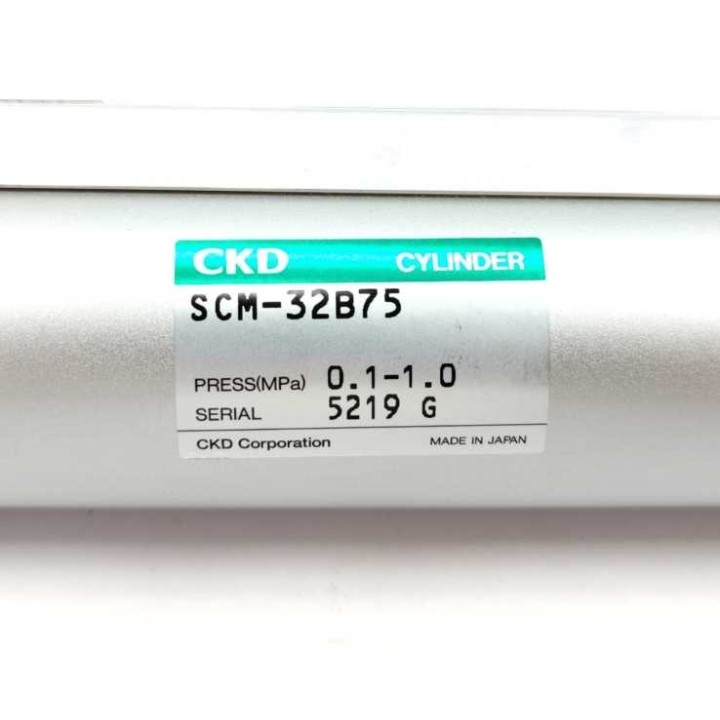 CKD CYLINDER
SCM-32B75
PRESS(MPa) 0.1-1.0
SERIAL 5219 G
CKD Corporation MADE IN JAPAN